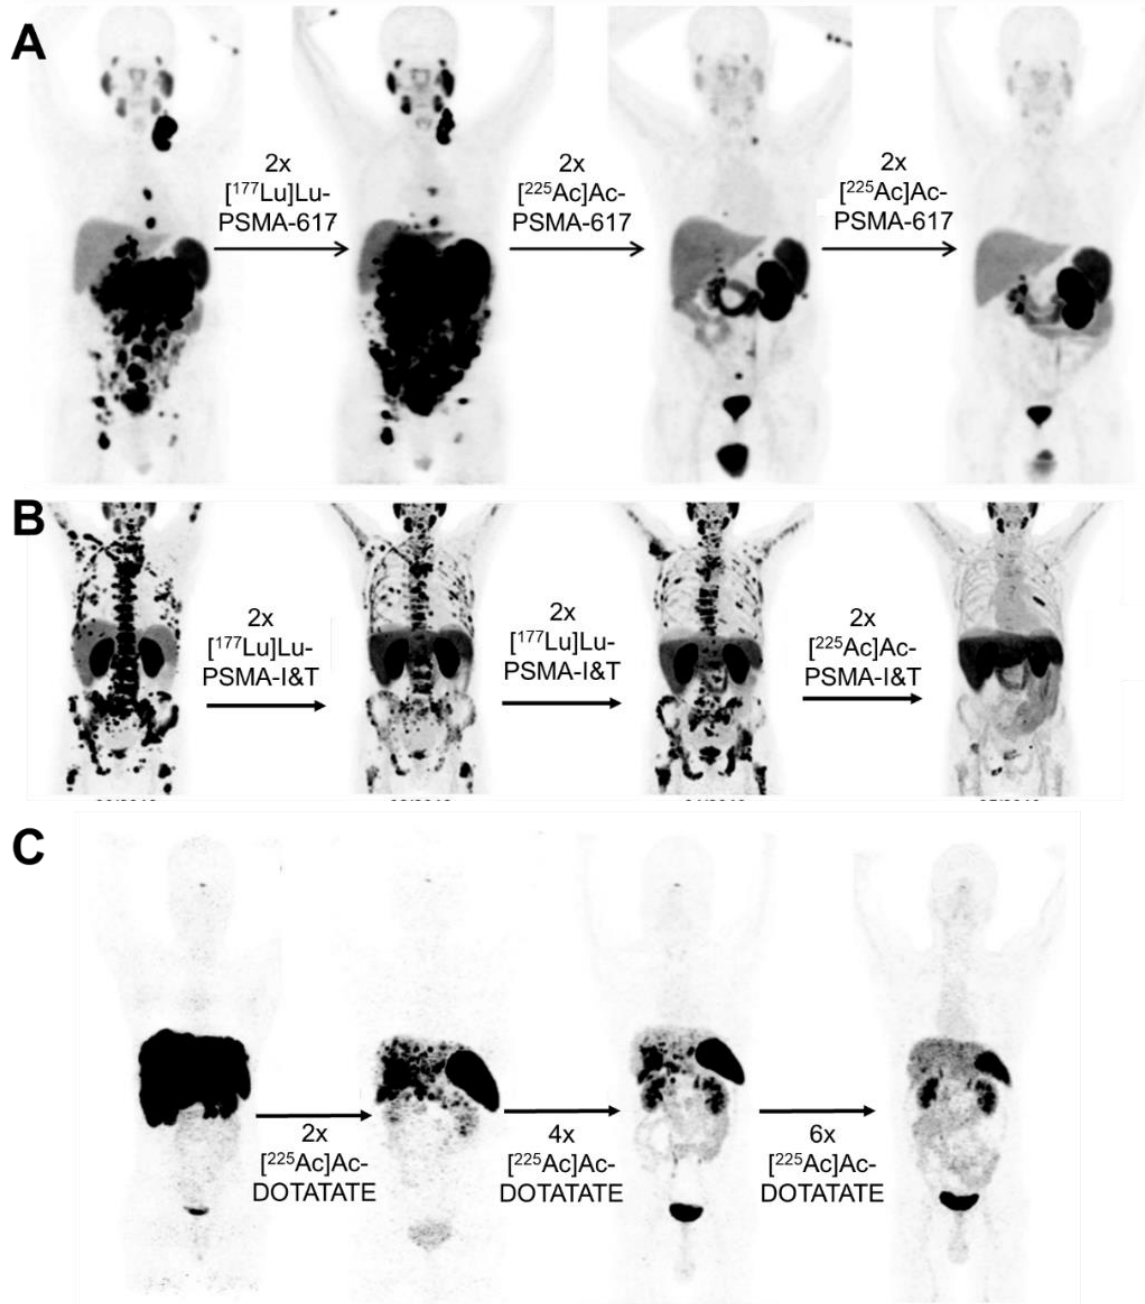 A
2x
[¹⁷⁷Lu]Lu-
PSMA-617
2x
[²²⁵Ac]Ac-
PSMA-617
2x
[²²⁵Ac]Ac-
PSMA-617
B
2x
[¹⁷⁷Lu]Lu-
PSMA-I&T
2x
[¹⁷⁷Lu]Lu-
PSMA-I&T
2x
[²²⁵Ac]Ac-
PSMA-I&T
C
2x
[²²⁵Ac]Ac-
DOTATATE
4x
[²²⁵Ac]Ac-
DOTATATE
6x
[²²⁵Ac]Ac-
DOTATATE